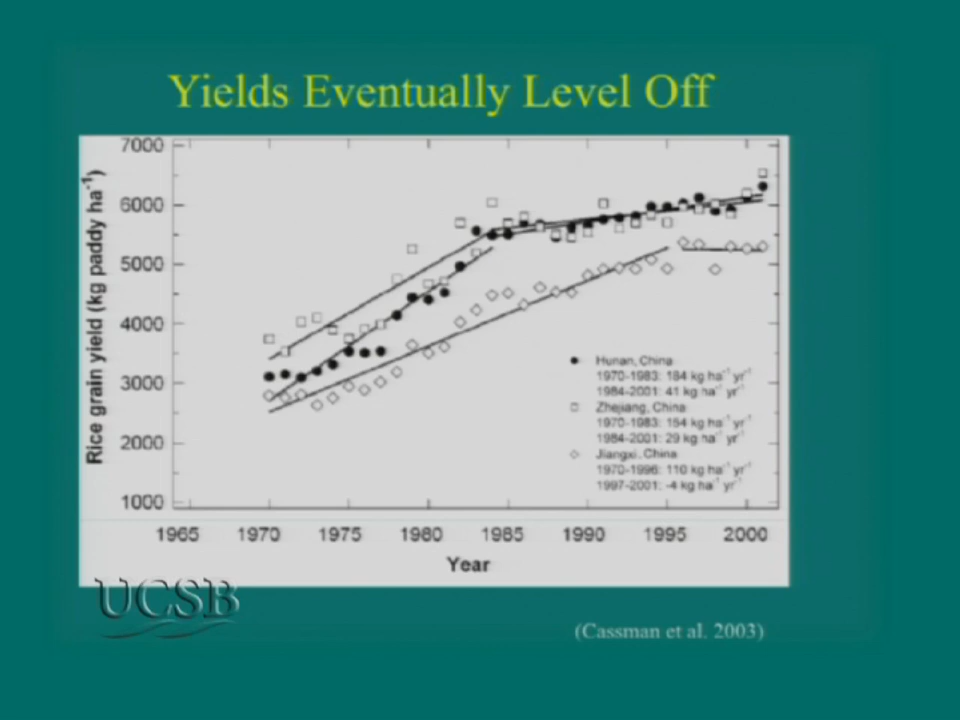 Yields Eventually Level Off
7000
6000
5000
4000
3000
2000
1000
Rice grain yield (kg paddy ha⁻¹)
Hunan, China
1970-1983: 184 kg ha⁻¹ yr⁻¹
1984-2001: 41 kg ha⁻¹ yr⁻¹
Zhejiang, China
1970-1983: 154 kg ha⁻¹ yr⁻¹
1984-2001: 29 kg ha⁻¹ yr⁻¹
Jiangxi, China
1970-1996: 110 kg ha⁻¹ yr⁻¹
1997-2001: -4 kg ha⁻¹ yr⁻¹
1965 1970 1975 1980 1985 1990 1995 2000
Year
UCSB
(Cassman et al. 2003)